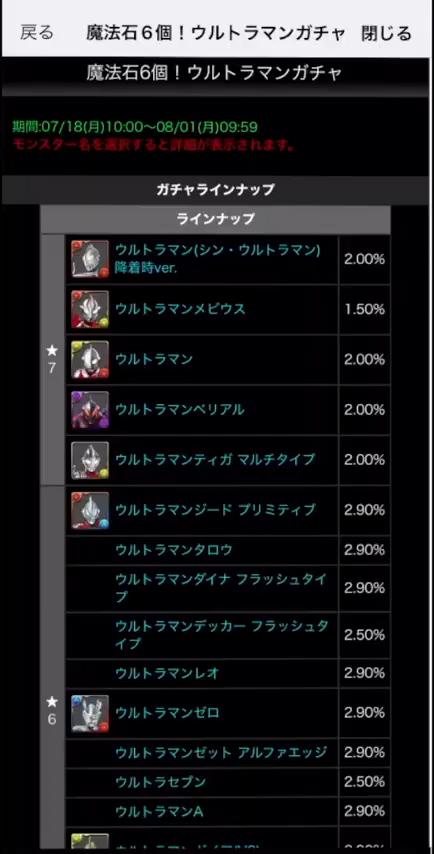 戻る 魔法石６個！ウルトラマンガチャ 閉じる
魔法石6個！ウルトラマンガチャ
期間:07/18(月)10:00〜08/01(月)09:59
モンスター名を選択すると詳細が表示されます。
ガチャラインナップ
ラインナップ
★
7
ウルトラマン(シン・ウルトラマン)
降着時ver.
2.00%
ウルトラマンメビウス 1.50%
ウルトラマン 2.00%
ウルトラマンベリアル 2.00%
ウルトラマンティガ マルチタイプ 2.00%
★
6
ウルトラマンジード プリミティブ 2.90%
ウルトラマンタロウ 2.90%
ウルトラマンダイナ フラッシュタイ
プ
2.90%
ウルトラマンデッカー フラッシュタ
イプ
2.50%
ウルトラマンレオ 2.90%
ウルトラマンゼロ 2.90%
ウルトラマンゼット アルファエッジ 2.90%
ウルトラセブン 2.50%
ウルトラマンA 2.90%